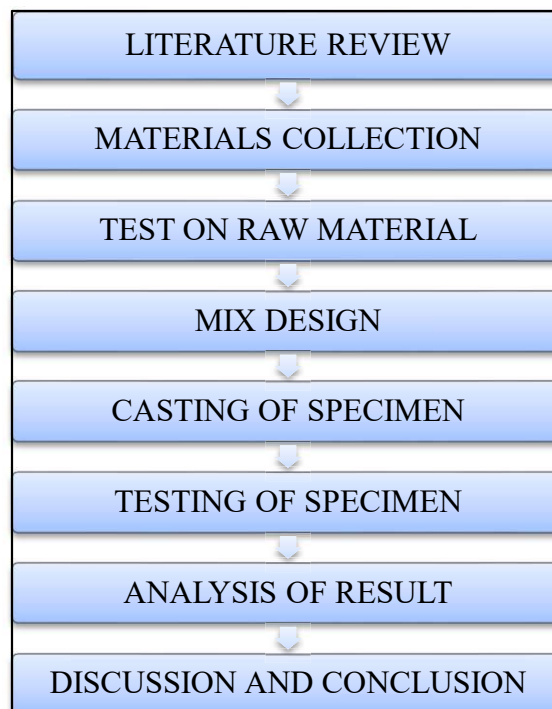 LITERATURE REVIEW
MATERIALS COLLECTION
TEST ON RAW MATERIAL
MIX DESIGN
CASTING OF SPECIMEN
TESTING OF SPECIMEN
ANALYSIS OF RESULT
DISCUSSION AND CONCLUSION